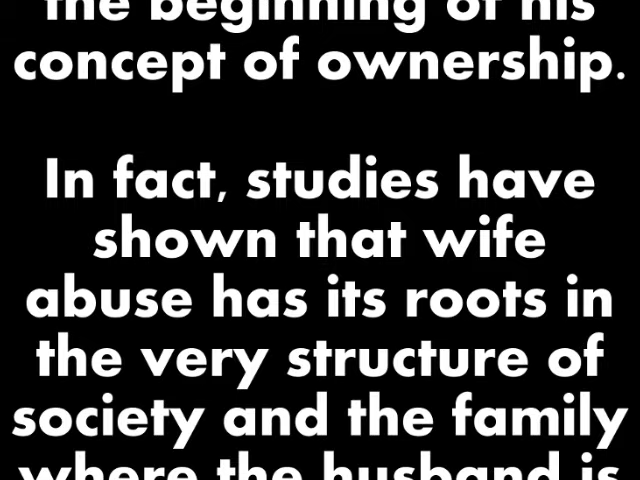 the beginning of his
concept of ownership.
In fact, studies have
shown that wife
abuse has its roots in
the very structure of
society and the family
where the husband is